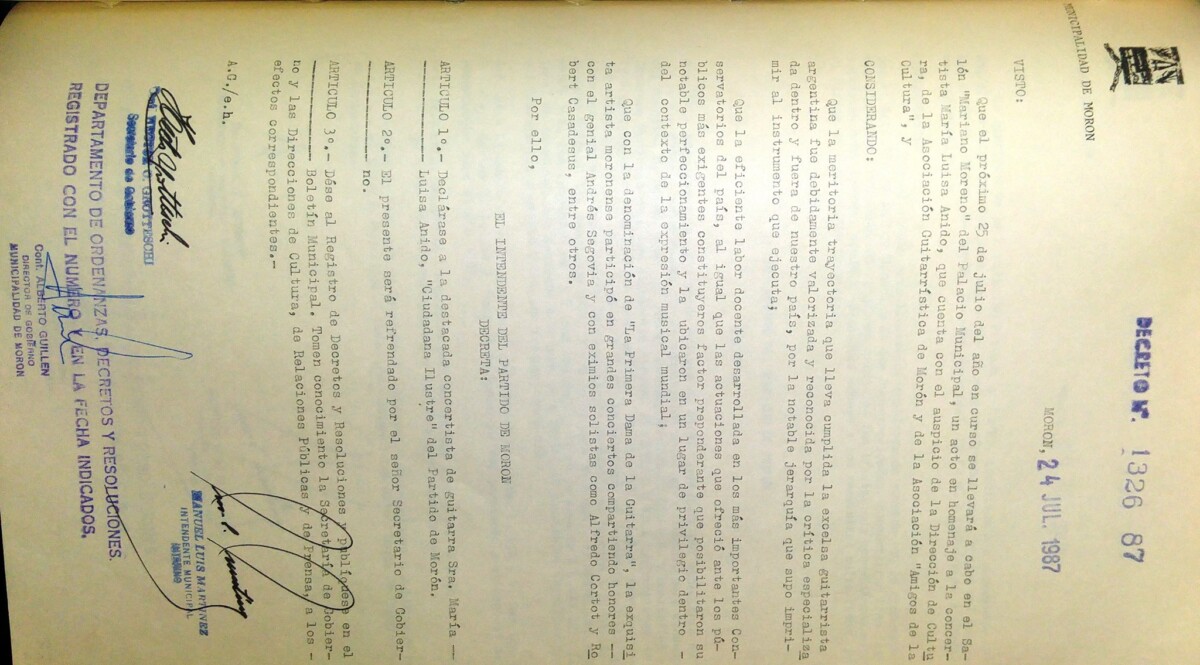 MUNICIPALIDAD DE MORON
DECRETO Nº. 1326 87
MORON, 24 JUL. 1987
VISTO:
Que el próximo 25 de julio del año en curso se llevará a cabo en el Sa-
lón "Mariano Moreno" del Palacio Municipal, un acto en homenaje a la concer-
tista María Luisa Anido, que cuenta con el auspicio de la Dirección de Cultu
ra, de la Asociación Guitarrística de Morón y de la Asociación "Amigos de la
Cultura", y
CONSIDERANDO:
Que la meritoria trayectoria que lleva cumplida la excelsa guitarrista
argentina fue debidamente valorizada y reconocida por la crítica especializa
da dentro y fuera de nuestro país, por la notable jerarquía que supo impri-
mir al instrumento que ejecuta;
Que la eficiente labor docente desarrollada en los más importantes Con-
servatorios del país, al igual que las actuaciones que ofreció ante los pú-
blicos más exigentes constituyeros factor preponderante que posibilitaron su
notable perfeccionamiento y la ubicaron en un lugar de privilegio dentro -
del contexto de la expresión musical mundial;
Que con la denominación de "La Primera Dama de la Guitarra", la exquisi
ta artista moronense participó en grandes conciertos compartiendo honores --
con el genial Andrés Segovia y con eximios solistas como Alfredo Cortot y Ro
bert Casadesus, entre otros.
Por ello,
EL INTENDENTE DEL PARTIDO DE MORON
DECRETA:
ARTICULO 1º.- Declárase a la destacada concertista de guitarra Sra. María --
Luisa Anido, "Ciudadana Ilustre" del Partido de Morón.
ARTICULO 2º.- El presente será refrendado por el señor Secretario de Gobier-
no.
ARTICULO 3º.- Dése al Registro de Decretos y Resoluciones y publíquese en el
Boletín Municipal. Tomen conocimiento la Secretaría de Gobier-
no y las Direcciones de Cultura, de Relaciones Públicas y de Prensa, a los -
efectos correspondientes.-
A.G./e.h.
GROTTESCHI
Secretario de Gobierno
MANUEL LUIS MARTINEZ
INTENDENTE MUNICIPAL
INTERINO
DEPARTAMENTO DE ORDENANZAS, DECRETOS Y RESOLUCIONES.
REGISTRADO CON EL NUMERO Y EN LA FECHA INDICADOS.
Cont. ALBERTO GUILLEN
DIRECTOR DE GOBIERNO
MUNICIPALIDAD DE MORON